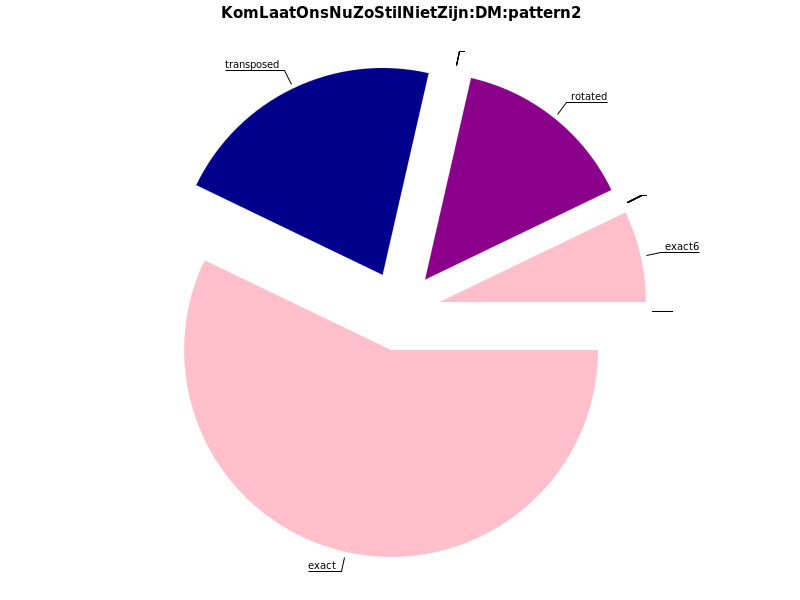 KomLaatOnsNuZoStilNietZijn:DM:pattern2
transposed
rotated
exact6
exact